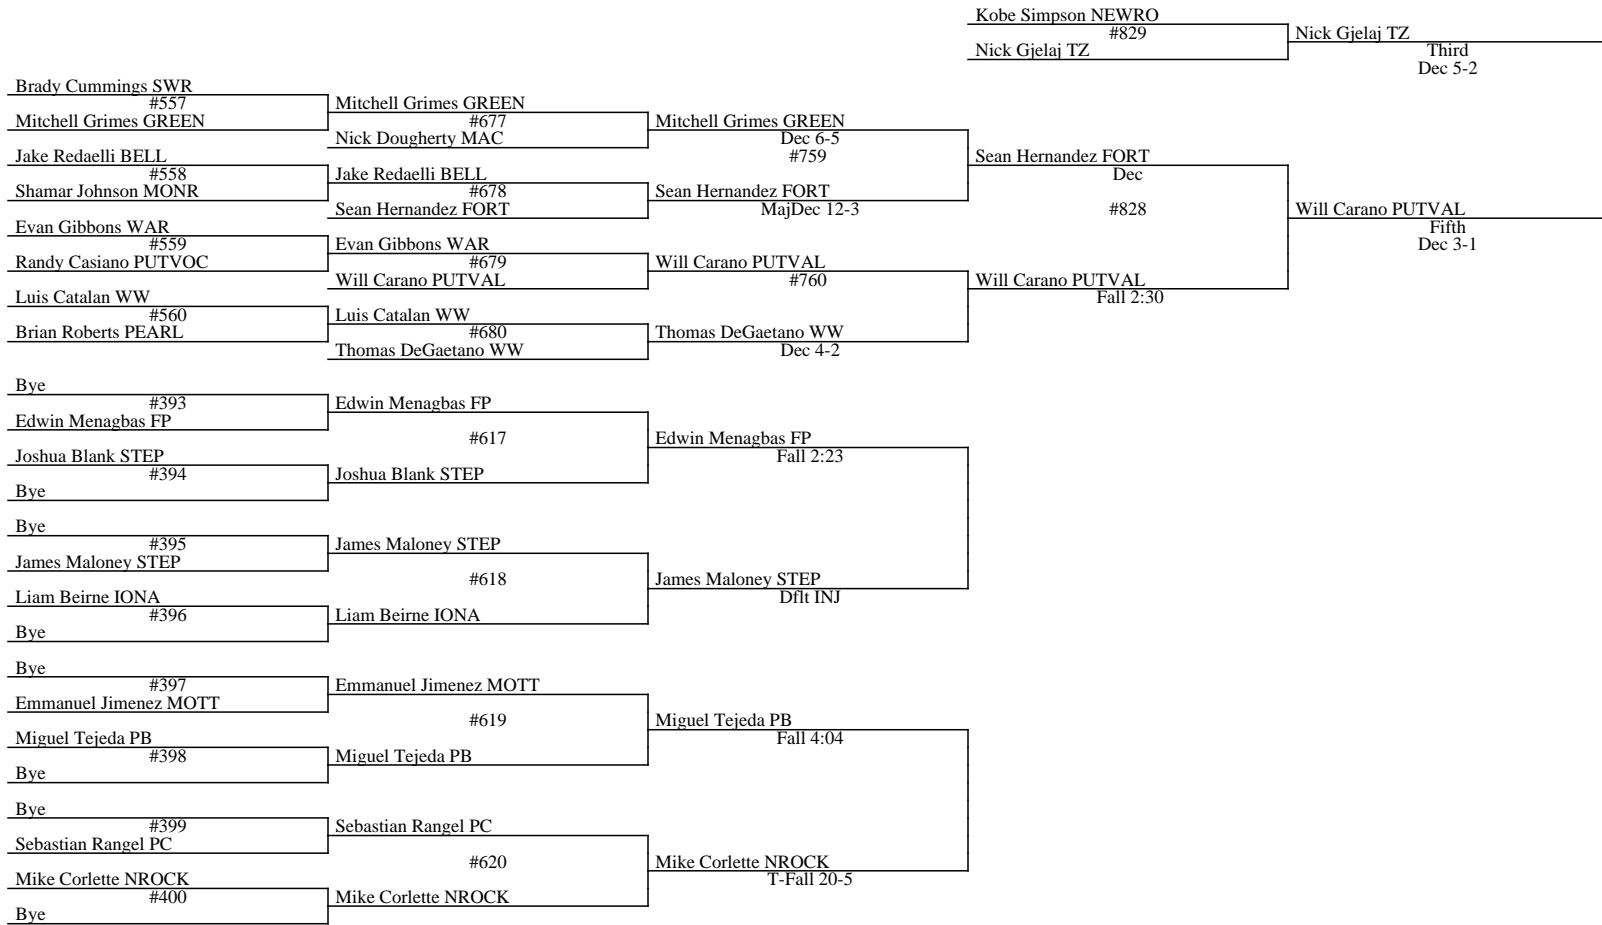 Kobe Simpson NEWRO
#829
Nick Gjelaj TZ
Nick Gjelaj TZ
Third
Dec 5-2
Brady Cummings SWR
#557
Mitchell Grimes GREEN
Mitchell Grimes GREEN
#677
Nick Dougherty MAC
Mitchell Grimes GREEN
Dec 6-5
#759
Jake Redaelli BELL
#558
Shamar Johnson MONR
Jake Redaelli BELL
#678
Sean Hernandez FORT
Sean Hernandez FORT
MajDec 12-3
Sean Hernandez FORT
Dec
#828
Evan Gibbons WAR
#559
Randy Casiano PUTVOC
Evan Gibbons WAR
#679
Will Carano PUTVAL
Will Carano PUTVAL
#760
Luis Catalan WW
#560
Brian Roberts PEARL
Luis Catalan WW
#680
Thomas DeGaetano WW
Thomas DeGaetano WW
Dec 4-2
Will Carano PUTVAL
Fall 2:30
Will Carano PUTVAL
Fifth
Dec 3-1
Bye
#393
Edwin Menagbas FP
Edwin Menagbas FP
#617
Joshua Blank STEP
#394
Bye
Joshua Blank STEP
Edwin Menagbas FP
Fall 2:23
Bye
#395
James Maloney STEP
James Maloney STEP
#618
Liam Beirne IONA
#396
Bye
Liam Beirne IONA
James Maloney STEP
Dflt INJ
Bye
#397
Emmanuel Jimenez MOTT
Emmanuel Jimenez MOTT
#619
Miguel Tejeda PB
#398
Bye
Miguel Tejeda PB
Miguel Tejeda PB
Fall 4:04
Bye
#399
Sebastian Rangel PC
Sebastian Rangel PC
#620
Mike Corlette NROCK
#400
Bye
Mike Corlette NROCK
Mike Corlette NROCK
T-Fall 20-5